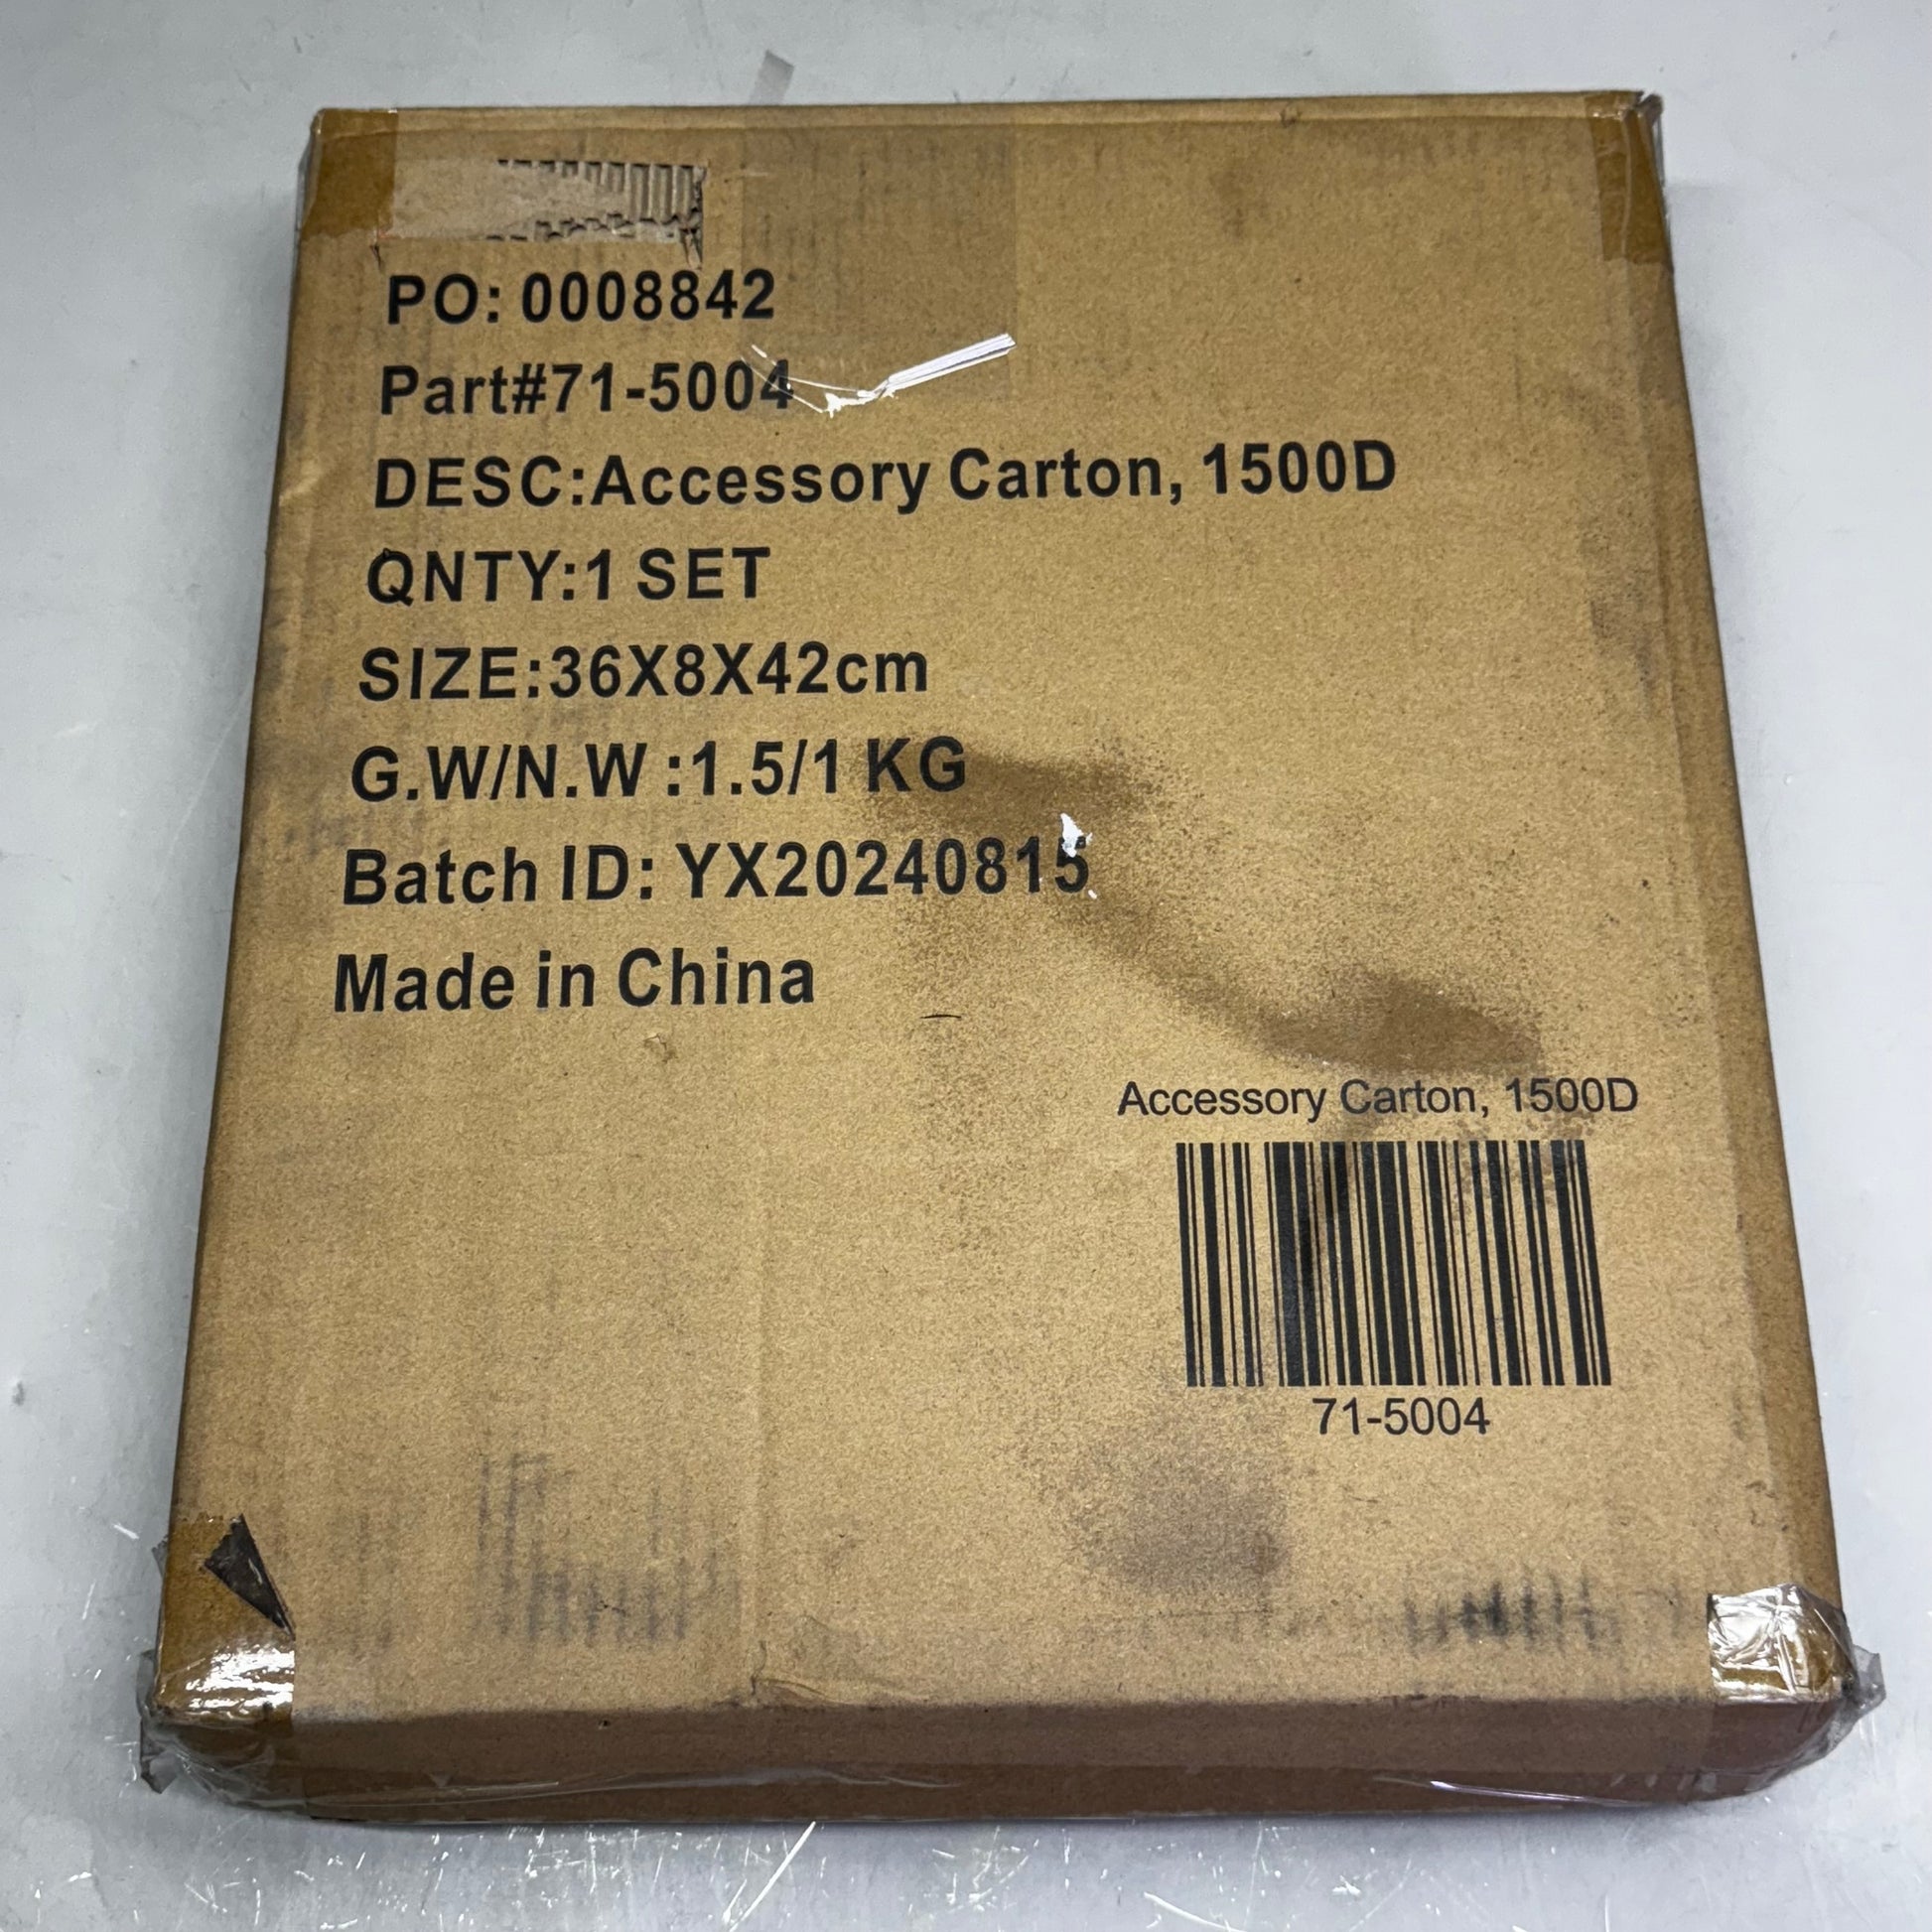 PO: 0008842
Part#71-5004
DESC:Accessory Carton, 1500D
QNTY:1 SET
SIZE:36X8X42cm
G.W/N.W :1.5/1 KG
Batch ID: YX20240815
Made in China
Accessory Carton, 1500D
71-5004